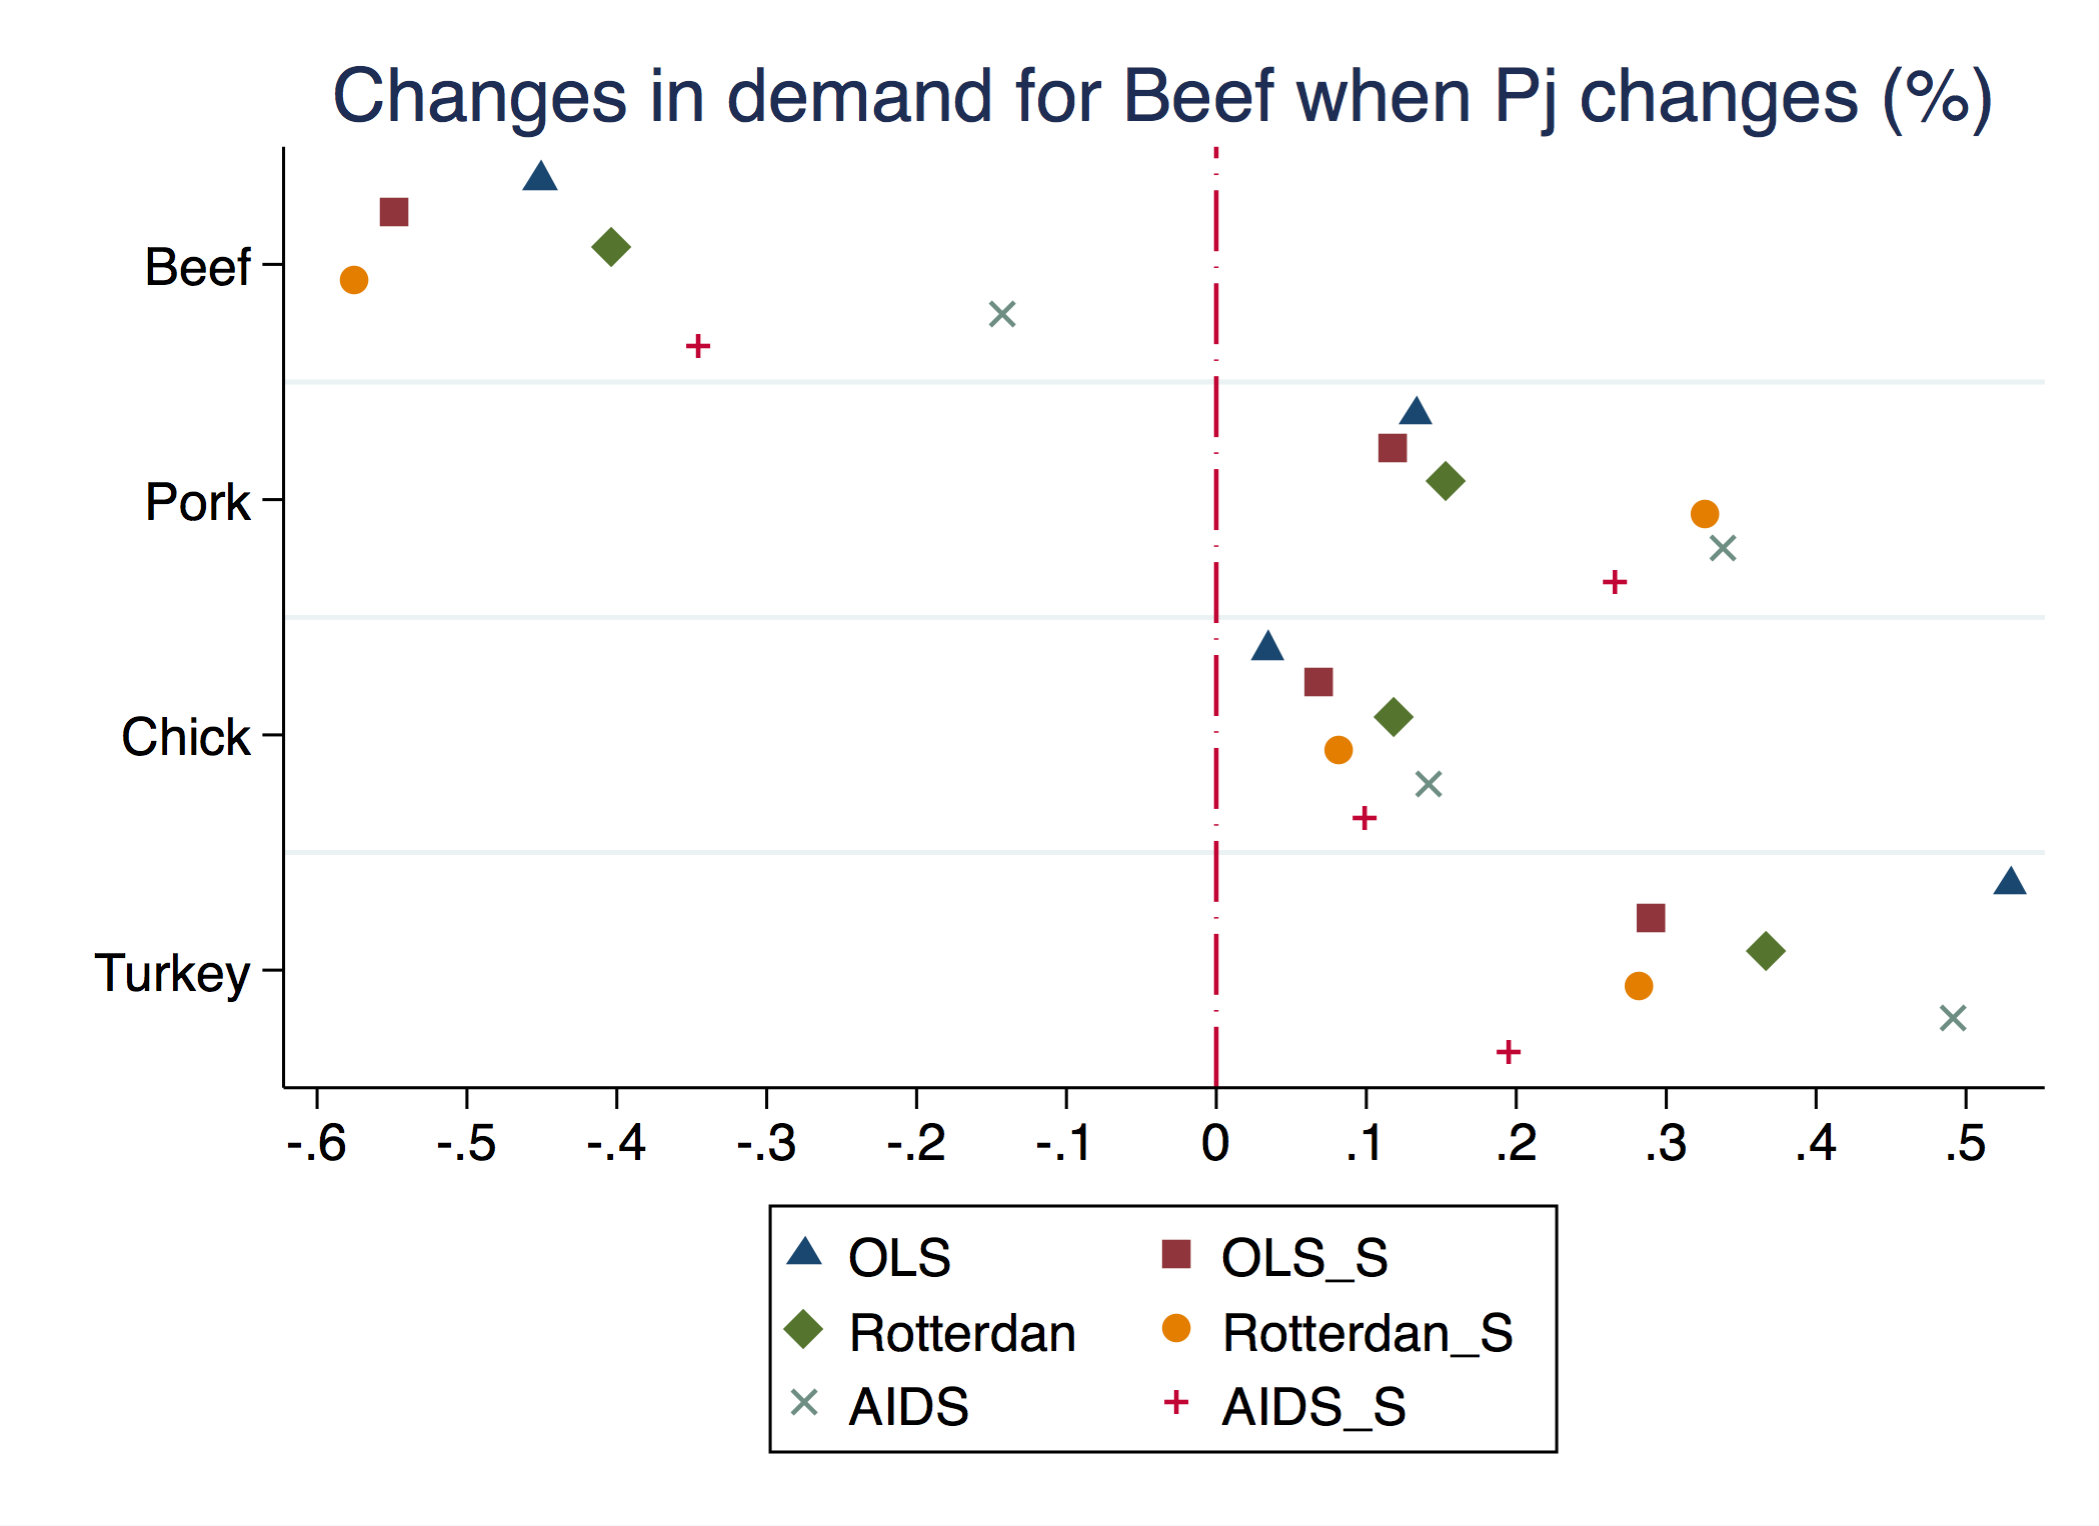 Changes in demand for Beef when Pj changes (%)
Beef
Pork
Chick
Turkey
-.6 -.5 -.4 -.3 -.2 -.1 0 .1 .2 .3 .4 .5
OLS OLS_S
Rotterdan Rotterdan_S
AIDS AIDS_S